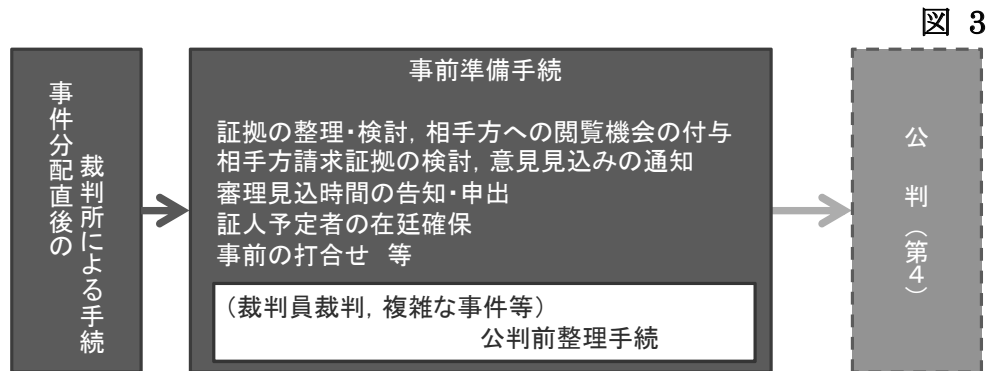 図 3
事件分配直後の
裁判所による手続
事前準備手続
証拠の整理・検討，相手方への閲覧機会の付与
相手方請求証拠の検討，意見見込みの通知
審理見込時間の告知・申出
証人予定者の在廷確保
事前の打合せ 等
（裁判員裁判，複雑な事件等）
公判前整理手続
公 判（第４）